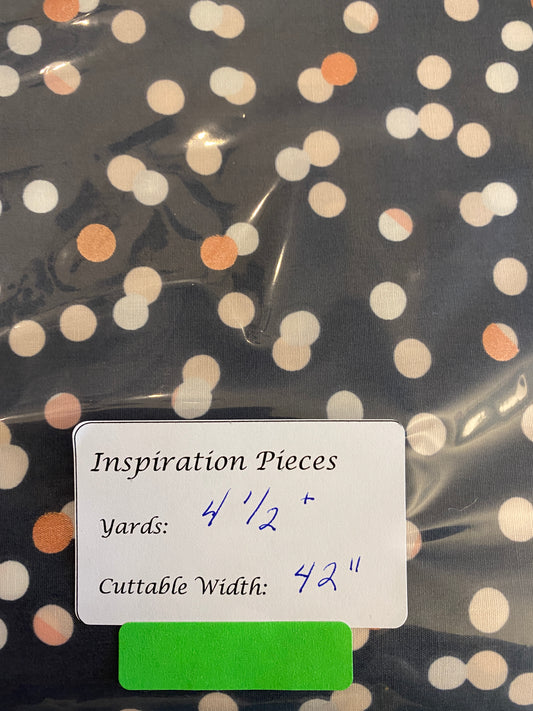 Inspiration Pieces
Yards: 4 1/2 +
Cuttable Width: 42"